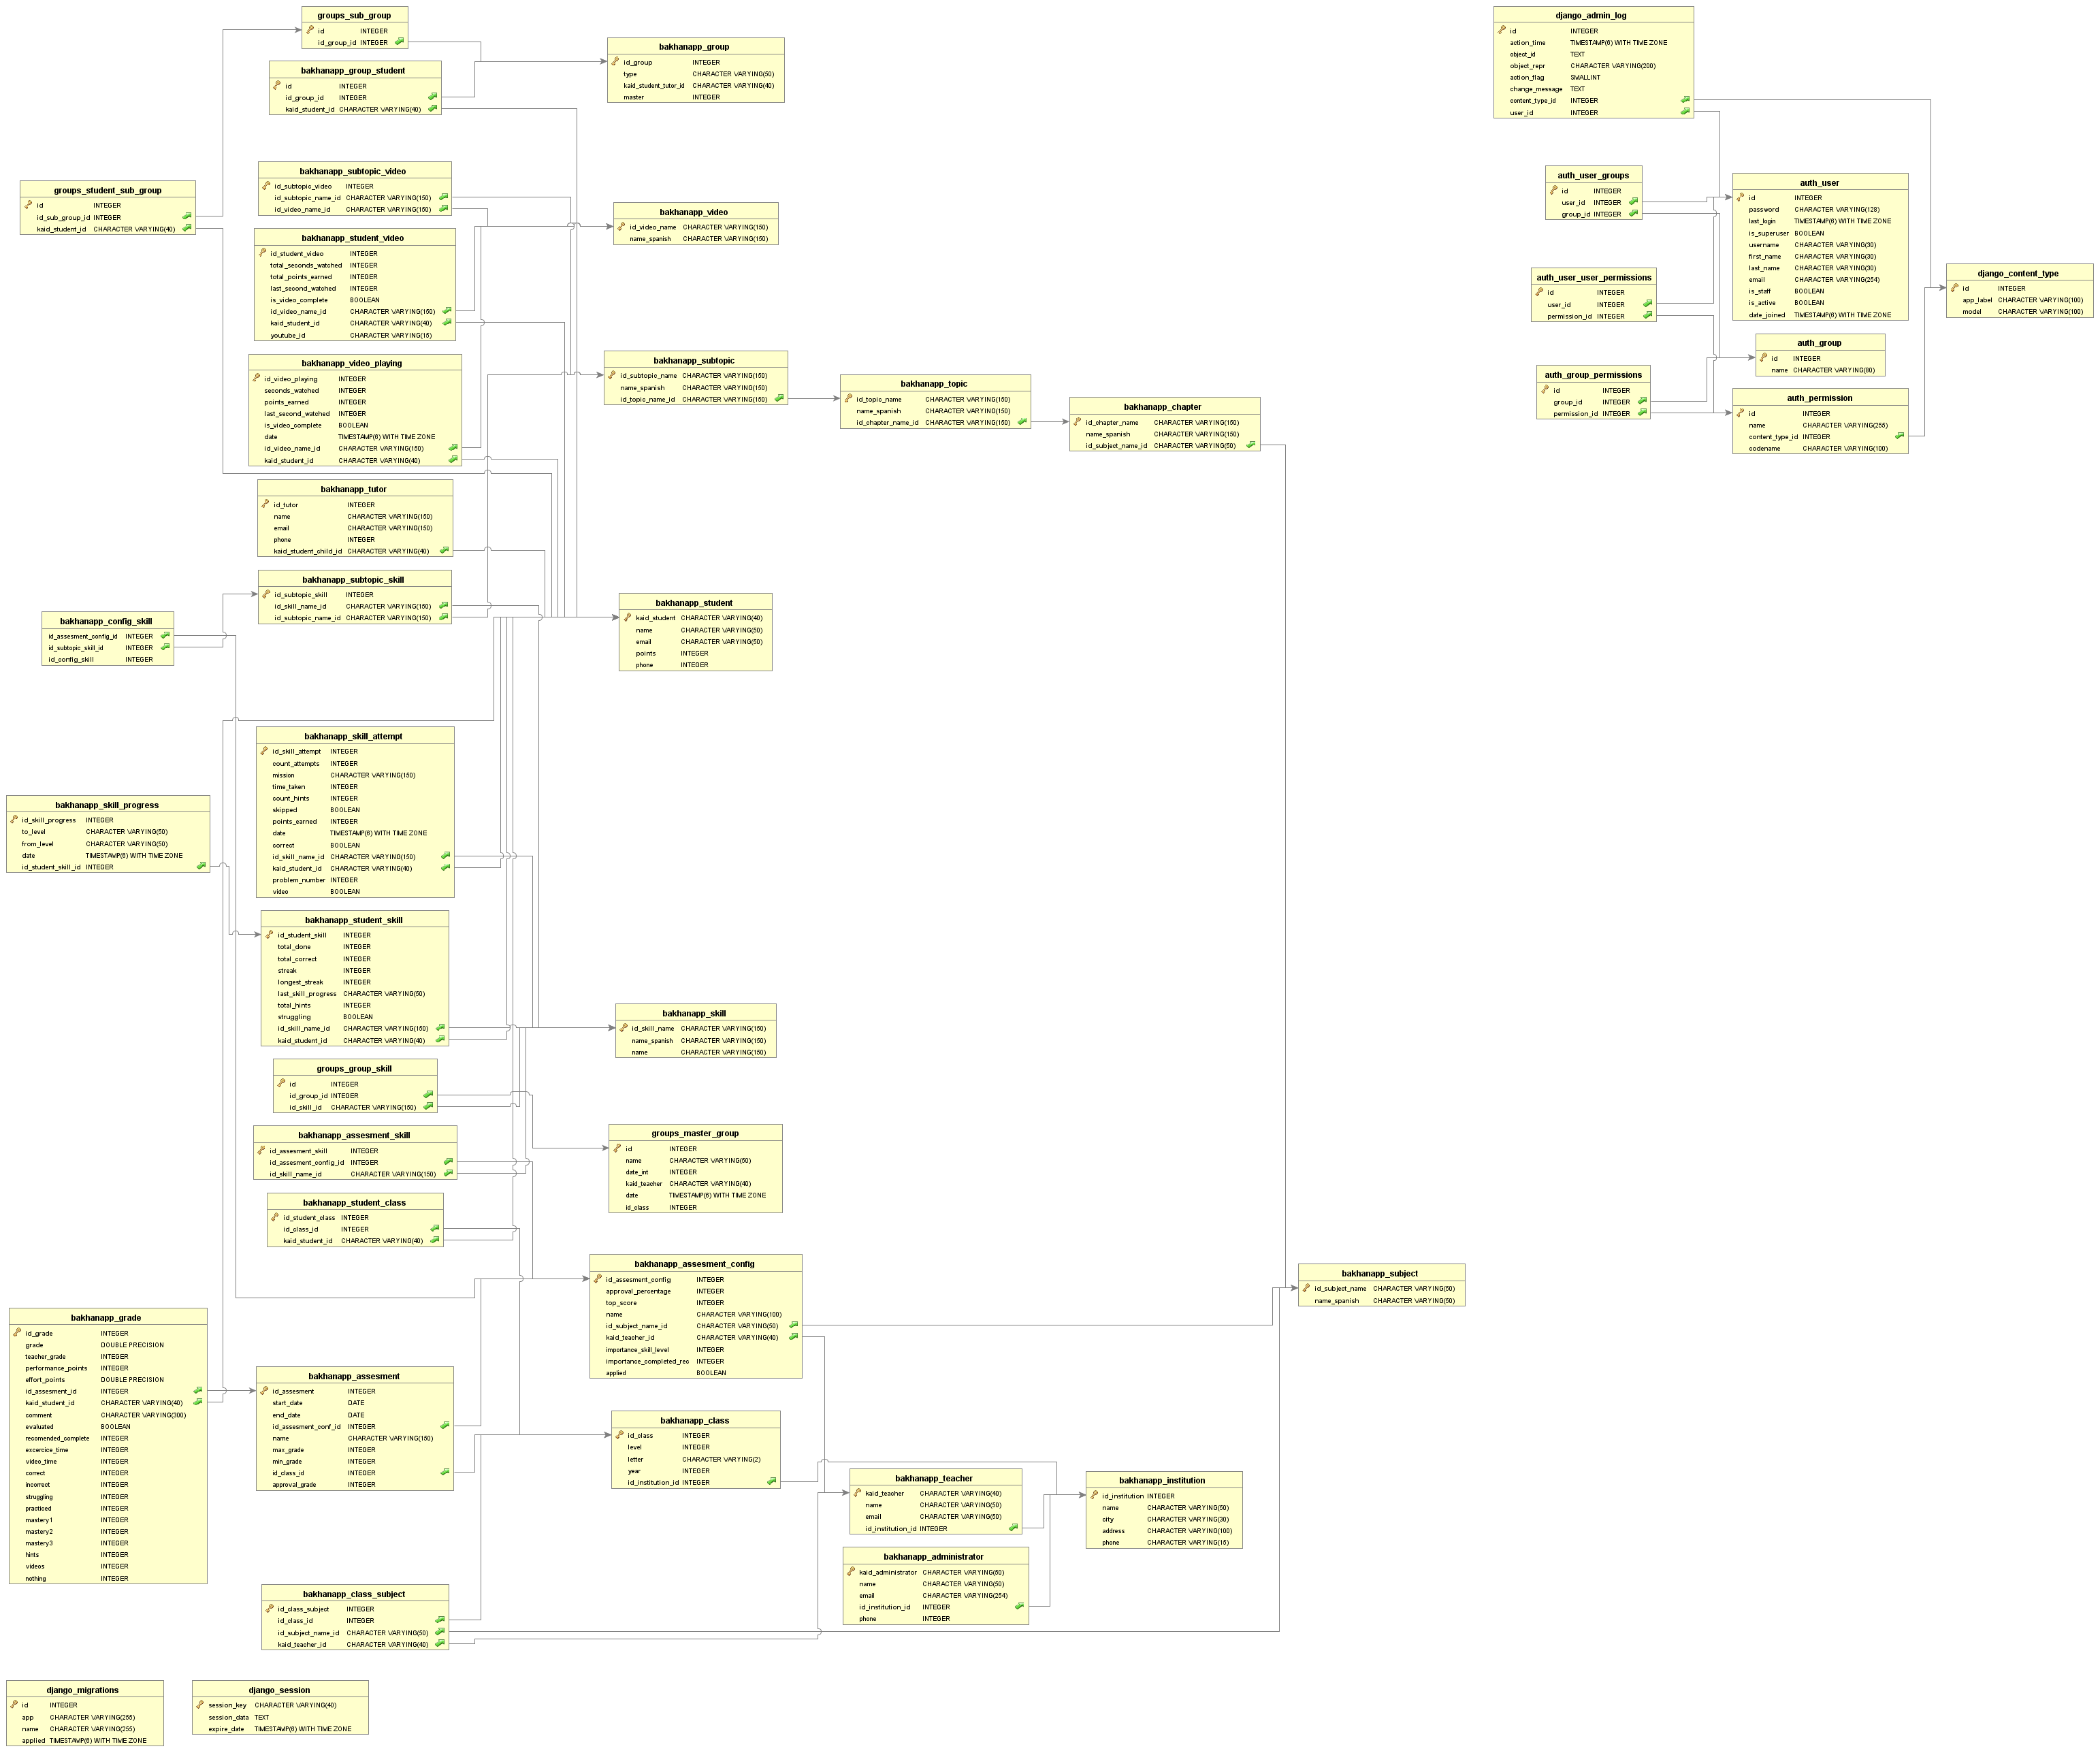 groups_sub_group
id INTEGER
id_group_id INTEGER
bakhanapp_group_student
id INTEGER
id_group_id INTEGER
kaid_student_id CHARACTER VARYING(40)
bakhanapp_group
id_group INTEGER
type CHARACTER VARYING(50)
kaid_student_tutor_id CHARACTER VARYING(40)
master INTEGER
django_admin_log
id INTEGER
action_time TIMESTAMP(6) WITH TIME ZONE
object_id TEXT
object_repr CHARACTER VARYING(200)
action_flag SMALLINT
change_message TEXT
content_type_id INTEGER
user_id INTEGER
groups_student_sub_group
id INTEGER
id_sub_group_id INTEGER
kaid_student_id CHARACTER VARYING(40)
bakhanapp_subtopic_video
id_subtopic_video INTEGER
id_subtopic_name_id CHARACTER VARYING(150)
id_video_name_id CHARACTER VARYING(150)
bakhanapp_video
id_video_name CHARACTER VARYING(150)
name_spanish CHARACTER VARYING(150)
auth_user_groups
id INTEGER
user_id INTEGER
group_id INTEGER
auth_user
id INTEGER
password CHARACTER VARYING(128)
last_login TIMESTAMP(6) WITH TIME ZONE
is_superuser BOOLEAN
username CHARACTER VARYING(30)
first_name CHARACTER VARYING(30)
last_name CHARACTER VARYING(30)
email CHARACTER VARYING(254)
is_staff BOOLEAN
is_active BOOLEAN
date_joined TIMESTAMP(6) WITH TIME ZONE
bakhanapp_student_video
id_student_video INTEGER
total_seconds_watched INTEGER
total_points_earned INTEGER
last_second_watched INTEGER
is_video_complete BOOLEAN
id_video_name_id CHARACTER VARYING(150)
kaid_student_id CHARACTER VARYING(40)
youtube_id CHARACTER VARYING(15)
auth_user_user_permissions
id INTEGER
user_id INTEGER
permission_id INTEGER
django_content_type
id INTEGER
app_label CHARACTER VARYING(100)
model CHARACTER VARYING(100)
auth_group
id INTEGER
name CHARACTER VARYING(80)
bakhanapp_video_playing
id_video_playing INTEGER
seconds_watched INTEGER
points_earned INTEGER
last_second_watched INTEGER
is_video_complete BOOLEAN
date TIMESTAMP(6) WITH TIME ZONE
id_video_name_id CHARACTER VARYING(150)
kaid_student_id CHARACTER VARYING(40)
bakhanapp_subtopic
id_subtopic_name CHARACTER VARYING(150)
name_spanish CHARACTER VARYING(150)
id_topic_name_id CHARACTER VARYING(150)
bakhanapp_topic
id_topic_name CHARACTER VARYING(150)
name_spanish CHARACTER VARYING(150)
id_chapter_name_id CHARACTER VARYING(150)
bakhanapp_chapter
id_chapter_name CHARACTER VARYING(150)
name_spanish CHARACTER VARYING(150)
id_subject_name_id CHARACTER VARYING(50)
auth_group_permissions
id INTEGER
group_id INTEGER
permission_id INTEGER
auth_permission
id INTEGER
name CHARACTER VARYING(255)
content_type_id INTEGER
codename CHARACTER VARYING(100)
bakhanapp_tutor
id_tutor INTEGER
name CHARACTER VARYING(150)
email CHARACTER VARYING(150)
phone INTEGER
kaid_student_child_id CHARACTER VARYING(40)
bakhanapp_subtopic_skill
id_subtopic_skill INTEGER
id_skill_name_id CHARACTER VARYING(150)
id_subtopic_name_id CHARACTER VARYING(150)
bakhanapp_config_skill
id_assesment_config_id INTEGER
id_subtopic_skill_id INTEGER
id_config_skill INTEGER
bakhanapp_student
kaid_student CHARACTER VARYING(40)
name CHARACTER VARYING(50)
email CHARACTER VARYING(50)
points INTEGER
phone INTEGER
bakhanapp_skill_attempt
id_skill_attempt INTEGER
count_attempts INTEGER
mission CHARACTER VARYING(150)
time_taken INTEGER
count_hints INTEGER
skipped BOOLEAN
points_earned INTEGER
date TIMESTAMP(6) WITH TIME ZONE
correct BOOLEAN
id_skill_name_id CHARACTER VARYING(150)
kaid_student_id CHARACTER VARYING(40)
problem_number INTEGER
video BOOLEAN
bakhanapp_skill_progress
id_skill_progress INTEGER
to_level CHARACTER VARYING(50)
from_level CHARACTER VARYING(50)
date TIMESTAMP(6) WITH TIME ZONE
id_student_skill_id INTEGER
bakhanapp_student_skill
id_student_skill INTEGER
total_done INTEGER
total_correct INTEGER
streak INTEGER
longest_streak INTEGER
last_skill_progress CHARACTER VARYING(50)
total_hints INTEGER
struggling BOOLEAN
id_skill_name_id CHARACTER VARYING(150)
kaid_student_id CHARACTER VARYING(40)
bakhanapp_skill
id_skill_name CHARACTER VARYING(150)
name_spanish CHARACTER VARYING(150)
name CHARACTER VARYING(150)
groups_group_skill
id INTEGER
id_group_id INTEGER
id_skill_id CHARACTER VARYING(150)
bakhanapp_assesment_skill
id_assesment_skill INTEGER
id_assesment_config_id INTEGER
id_skill_name_id CHARACTER VARYING(150)
groups_master_group
id INTEGER
name CHARACTER VARYING(50)
date_int INTEGER
kaid_teacher CHARACTER VARYING(40)
date TIMESTAMP(6) WITH TIME ZONE
id_class INTEGER
bakhanapp_student_class
id_student_class INTEGER
id_class_id INTEGER
kaid_student_id CHARACTER VARYING(40)
bakhanapp_assesment_config
id_assesment_config INTEGER
approval_percentage INTEGER
top_score INTEGER
name CHARACTER VARYING(100)
id_subject_name_id CHARACTER VARYING(50)
kaid_teacher_id CHARACTER VARYING(40)
importance_skill_level INTEGER
importance_completed_rec INTEGER
applied BOOLEAN
bakhanapp_subject
id_subject_name CHARACTER VARYING(50)
name_spanish CHARACTER VARYING(50)
bakhanapp_grade
id_grade INTEGER
grade DOUBLE PRECISION
teacher_grade INTEGER
performance_points INTEGER
effort_points DOUBLE PRECISION
id_assesment_id INTEGER
kaid_student_id CHARACTER VARYING(40)
comment CHARACTER VARYING(300)
evaluated BOOLEAN
recomended_complete INTEGER
excercice_time INTEGER
video_time INTEGER
correct INTEGER
incorrect INTEGER
struggling INTEGER
practiced INTEGER
mastery1 INTEGER
mastery2 INTEGER
mastery3 INTEGER
hints INTEGER
videos INTEGER
nothing INTEGER
bakhanapp_assesment
id_assesment INTEGER
start_date DATE
end_date DATE
id_assesment_conf_id INTEGER
name CHARACTER VARYING(150)
max_grade INTEGER
min_grade INTEGER
id_class_id INTEGER
approval_grade INTEGER
bakhanapp_class
id_class INTEGER
level INTEGER
letter CHARACTER VARYING(2)
year INTEGER
id_institution_id INTEGER
bakhanapp_teacher
kaid_teacher CHARACTER VARYING(40)
name CHARACTER VARYING(50)
email CHARACTER VARYING(50)
id_institution_id INTEGER
bakhanapp_institution
id_institution INTEGER
name CHARACTER VARYING(50)
city CHARACTER VARYING(30)
address CHARACTER VARYING(100)
phone CHARACTER VARYING(15)
bakhanapp_administrator
kaid_administrator CHARACTER VARYING(50)
name CHARACTER VARYING(50)
email CHARACTER VARYING(254)
id_institution_id INTEGER
phone INTEGER
bakhanapp_class_subject
id_class_subject INTEGER
id_class_id INTEGER
id_subject_name_id CHARACTER VARYING(50)
kaid_teacher_id CHARACTER VARYING(40)
django_migrations
id INTEGER
app CHARACTER VARYING(255)
name CHARACTER VARYING(255)
applied TIMESTAMP(6) WITH TIME ZONE
django_session
session_key CHARACTER VARYING(40)
session_data TEXT
expire_date TIMESTAMP(6) WITH TIME ZONE